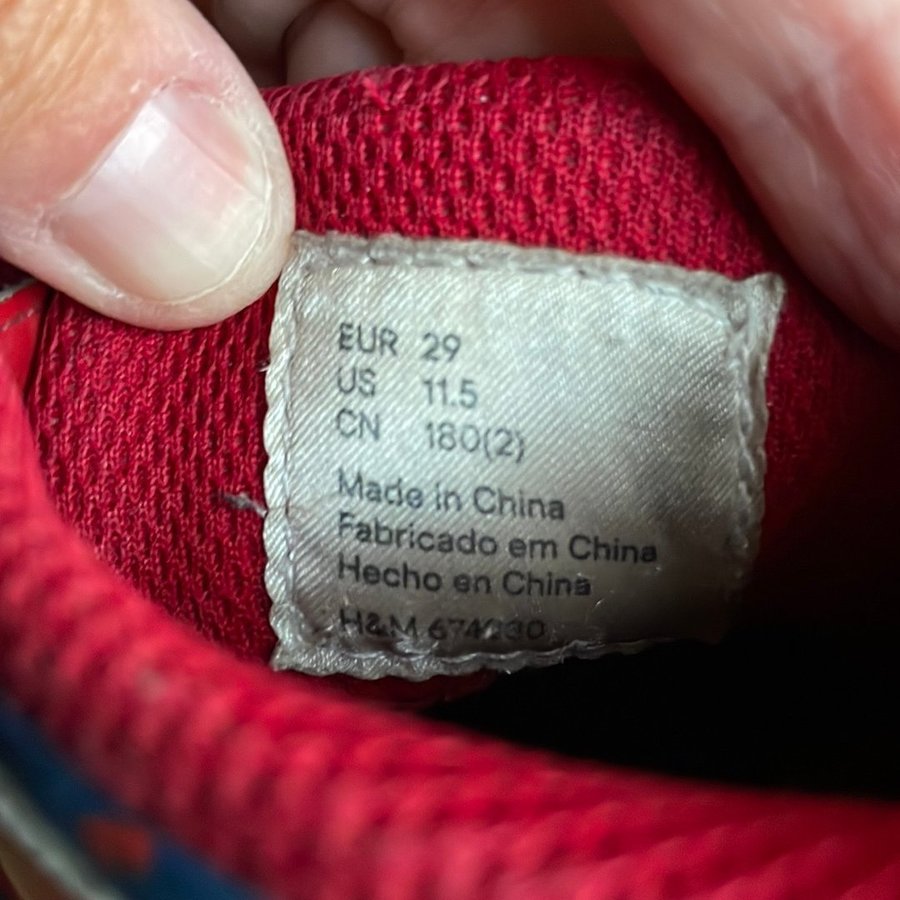 EUR 29
US 11.5
CN 180(2)
Made in China
Fabricado em China
Hecho en China
H&M